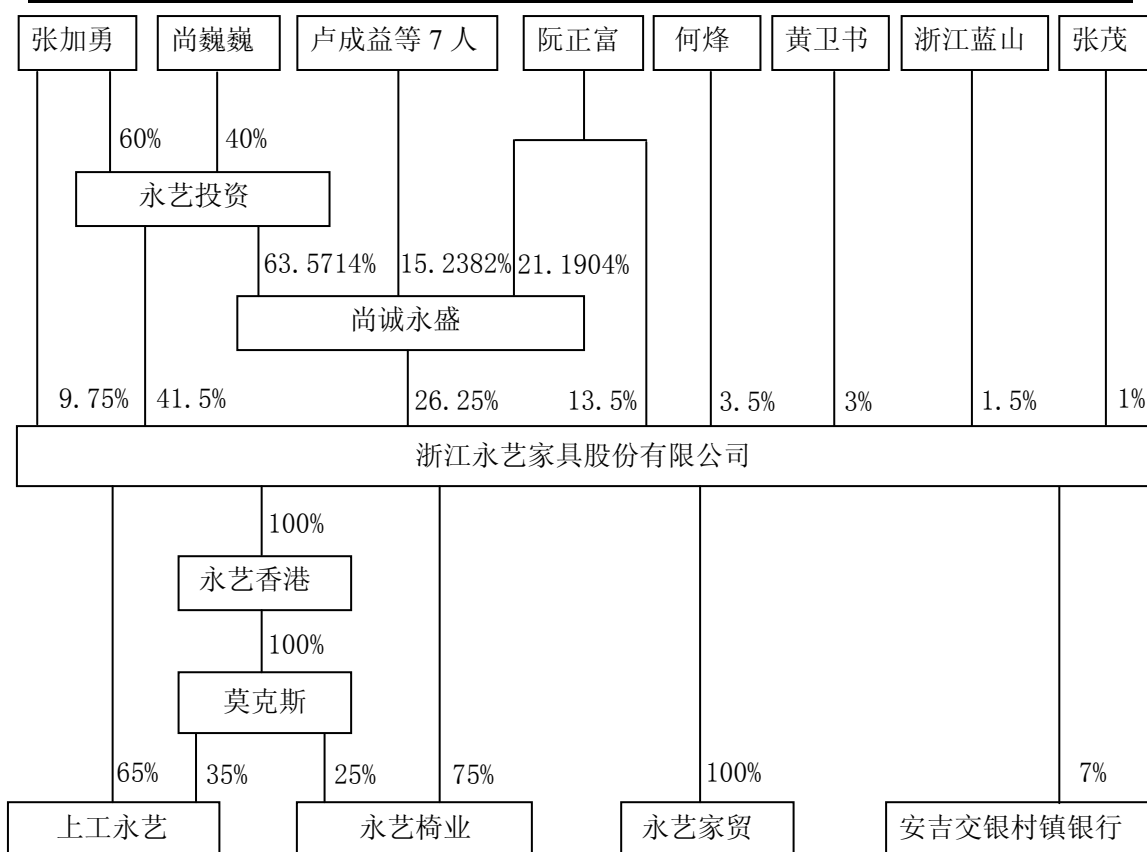 张加勇 尚巍巍 卢成益等 7 人 阮正富 何烽 黄卫书 浙江蓝山 张茂
60% 40%
永艺投资
63.5714% 15.2382% 21.1904%
尚诚永盛
9.75% 41.5% 26.25% 13.5% 3.5% 3% 1.5% 1%
浙江永艺家具股份有限公司
100%
永艺香港
100%
莫克斯
65% 35% 25% 75% 100% 7%
上工永艺 永艺椅业 永艺家贸 安吉交银村镇银行